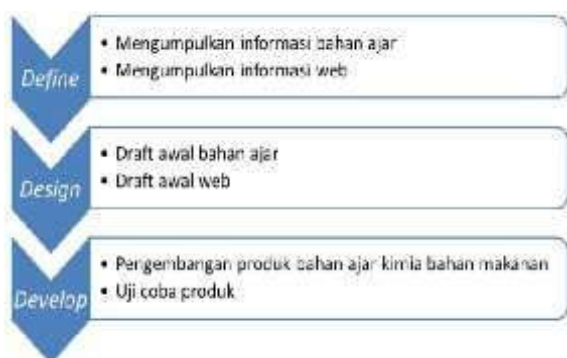 Define
• Mengumpulkan informasi bahan ajar
• Mengumpulkan informasi web
Design
• Draft awal bahan ajar
• Draft awal web
Develop
• Pengembangan produk bahan ajar kimia bahan makanan
• Uji coba produk